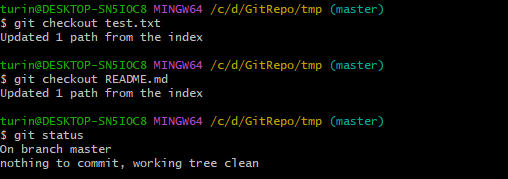 turin@DESKTOP-SN5IOC8 MINGW64 /c/d/GitRepo/tmp (master)
$ git checkout test.txt
Updated 1 path from the index
turin@DESKTOP-SN5IOC8 MINGW64 /c/d/GitRepo/tmp (master)
$ git checkout README.md
Updated 1 path from the index
turin@DESKTOP-SN5IOC8 MINGW64 /c/d/GitRepo/tmp (master)
$ git status
On branch master
nothing to commit, working tree clean